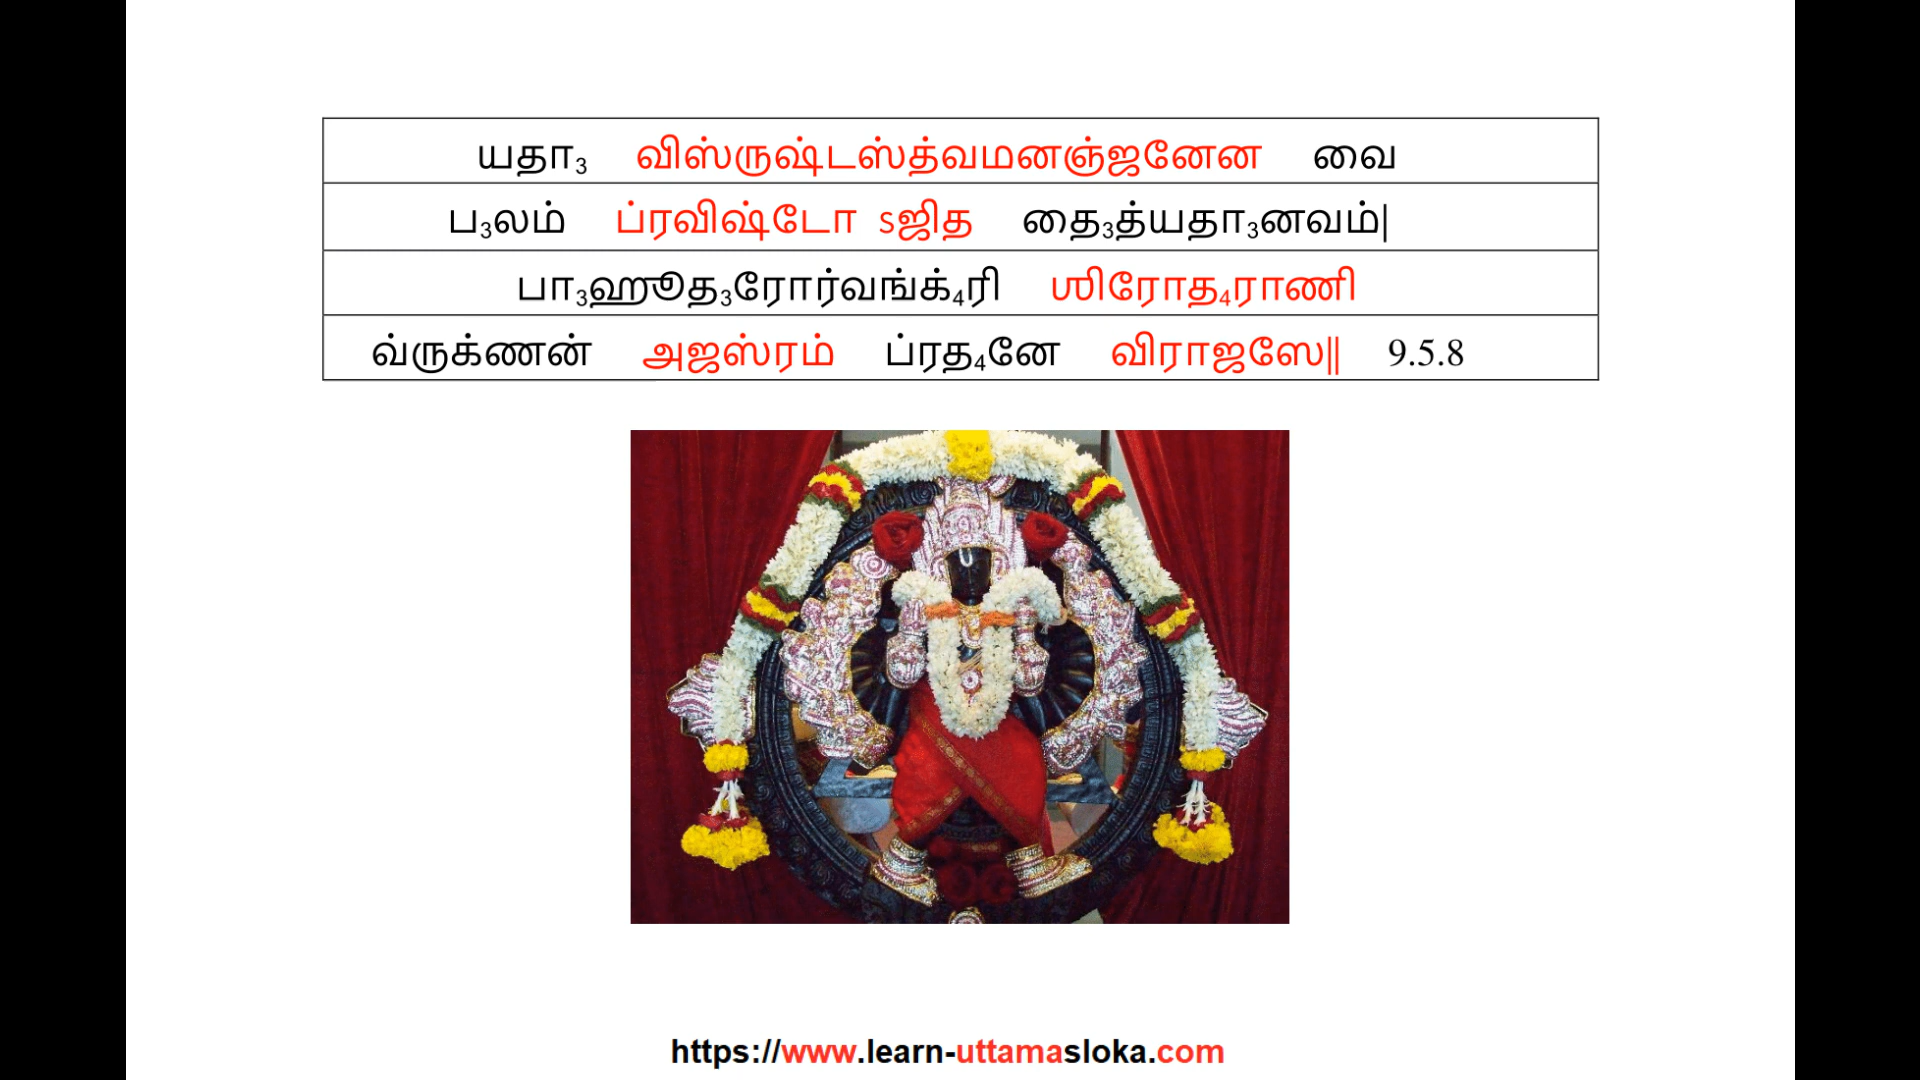 யதா₃ விஸ்ருஷ்டஸ்த்வமனஞ்ஜனேன வை
ப₃லம் ப்ரவிஷ்டோ Sஜித தை₃த்யதா₃னவம்|
பா₃ஹூத₃ரோர்வங்க்₄ரி ஶிரோத₄ராணி
வ்ருக்ணன் அஜஸ்ரம் ப்ரத₄னே விராஜஸே|| 9.5.8
https://www.learn-uttamasloka.com